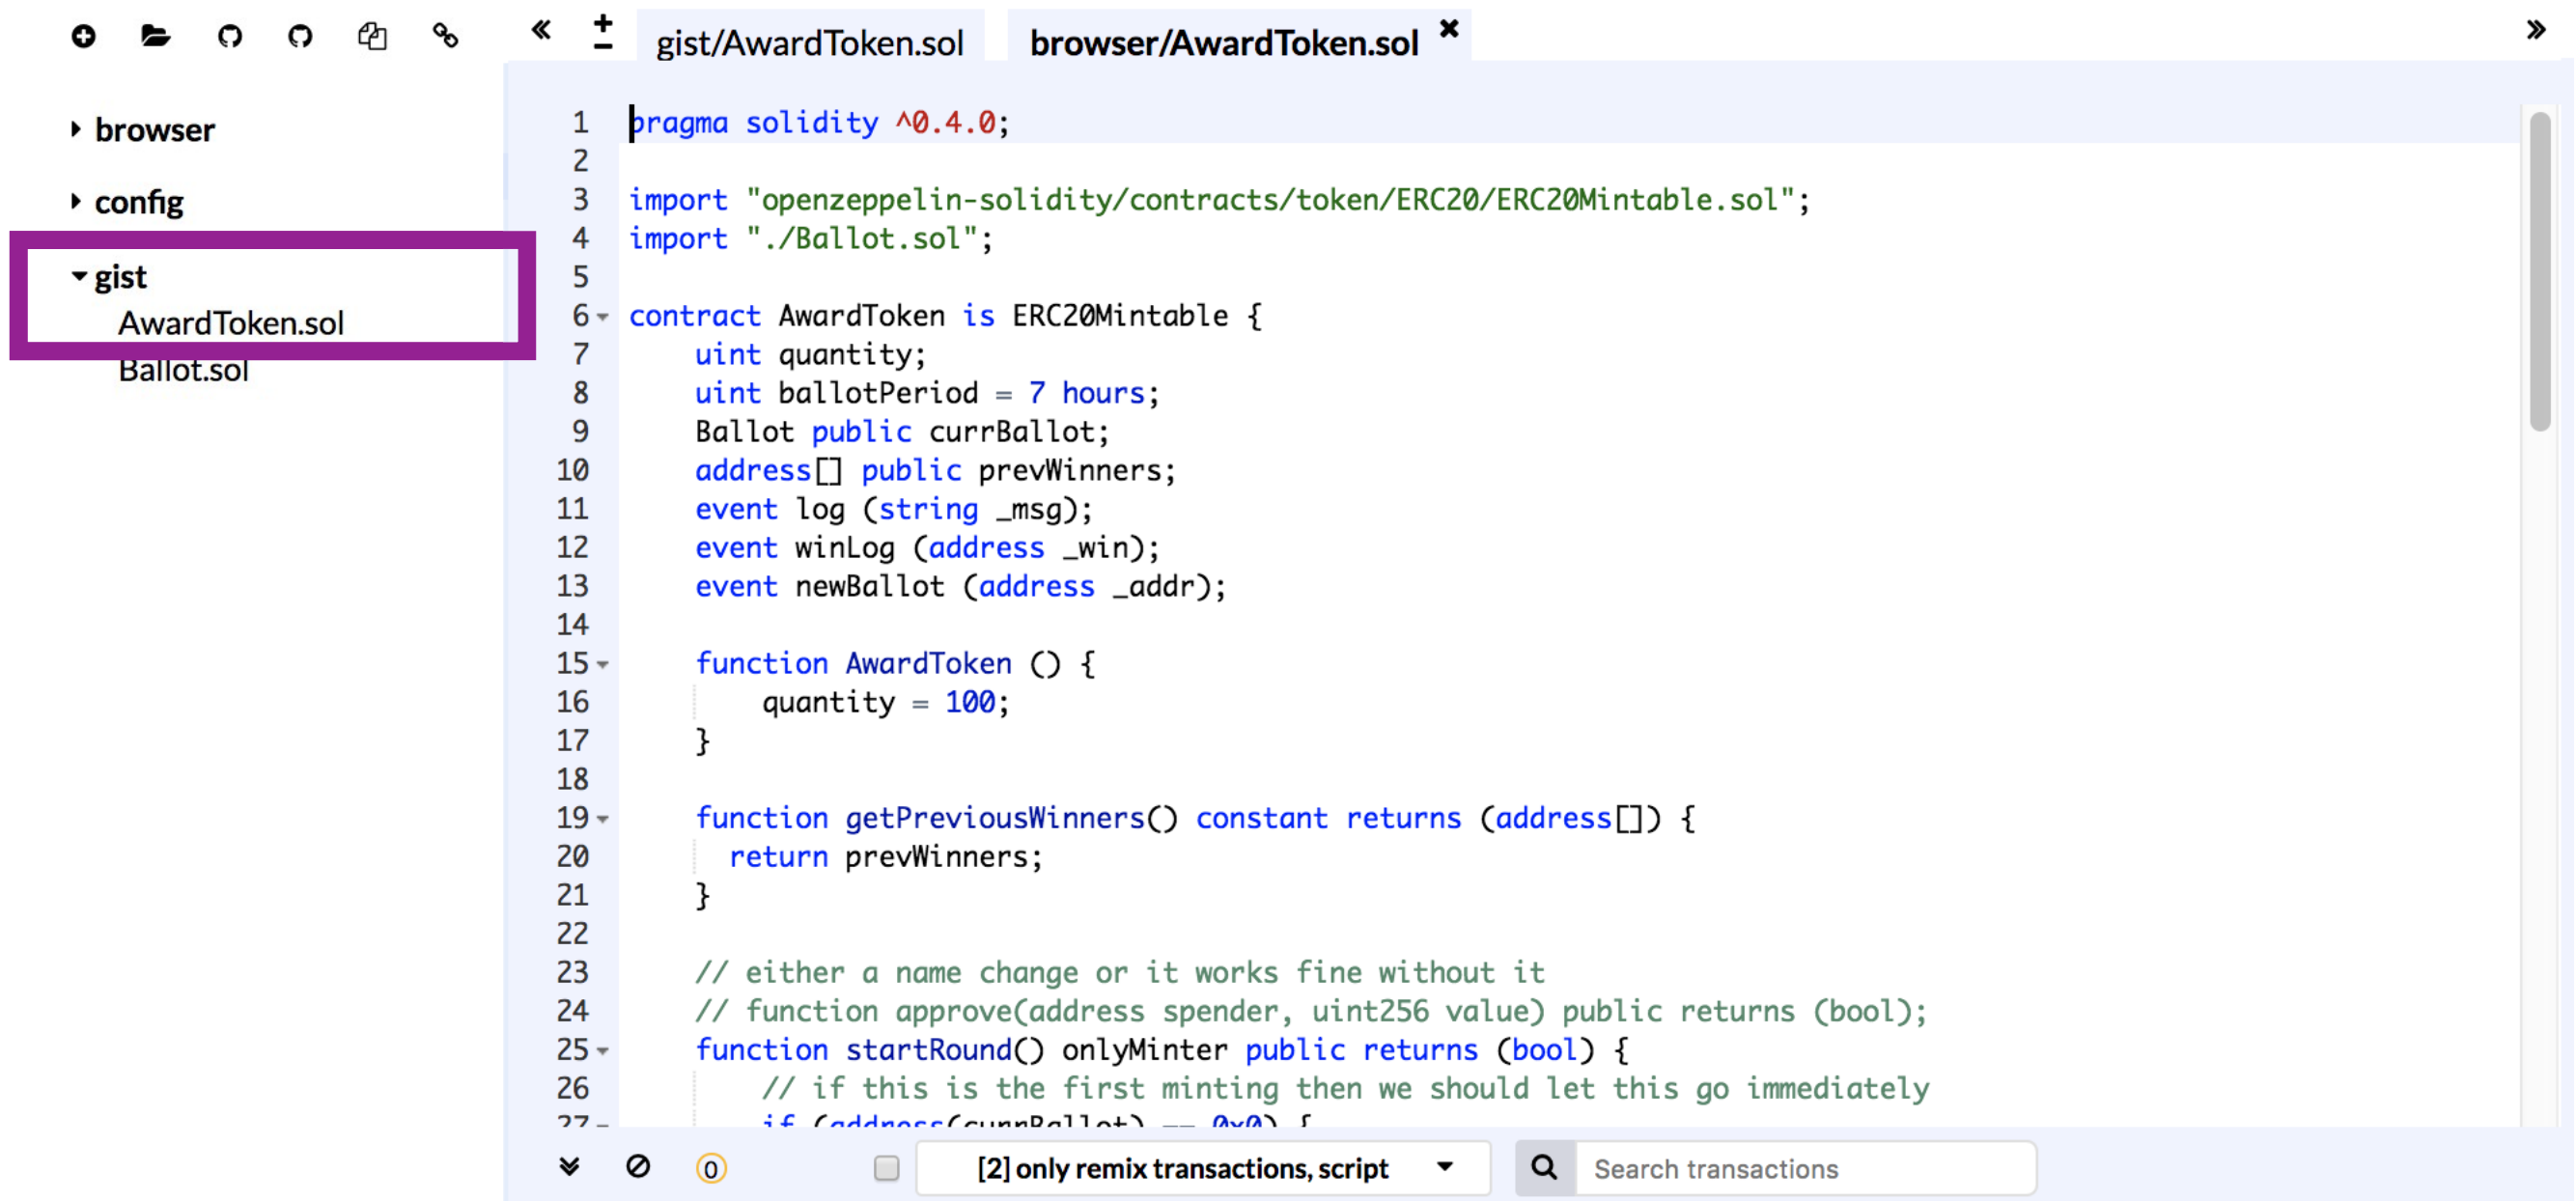 gist/AwardToken.sol
browser/AwardToken.sol
browser
config
gist
AwardToken.sol
Ballot.sol
1 pragma solidity ^0.4.0;
2
3 import "openzeppelin-solidity/contracts/token/ERC20/ERC20Mintable.sol";
4 import "./Ballot.sol";
5
6 contract AwardToken is ERC20Mintable {
7 uint quantity;
8 uint ballotPeriod = 7 hours;
9 Ballot public currBallot;
10 address[] public prevWinners;
11 event log (string _msg);
12 event winLog (address _win);
13 event newBallot (address _addr);
14
15 function AwardToken () {
16 quantity = 100;
17 }
18
19 function getPreviousWinners() constant returns (address[]) {
20 return prevWinners;
21 }
22
23 // either a name change or it works fine without it
24 // function approve(address spender, uint256 value) public returns (bool);
25 function startRound() onlyMinter public returns (bool) {
26 // if this is the first minting then we should let this go immediately
27 if (address(currBallot) == 0x0) {
0
[2] only remix transactions, script
Search transactions